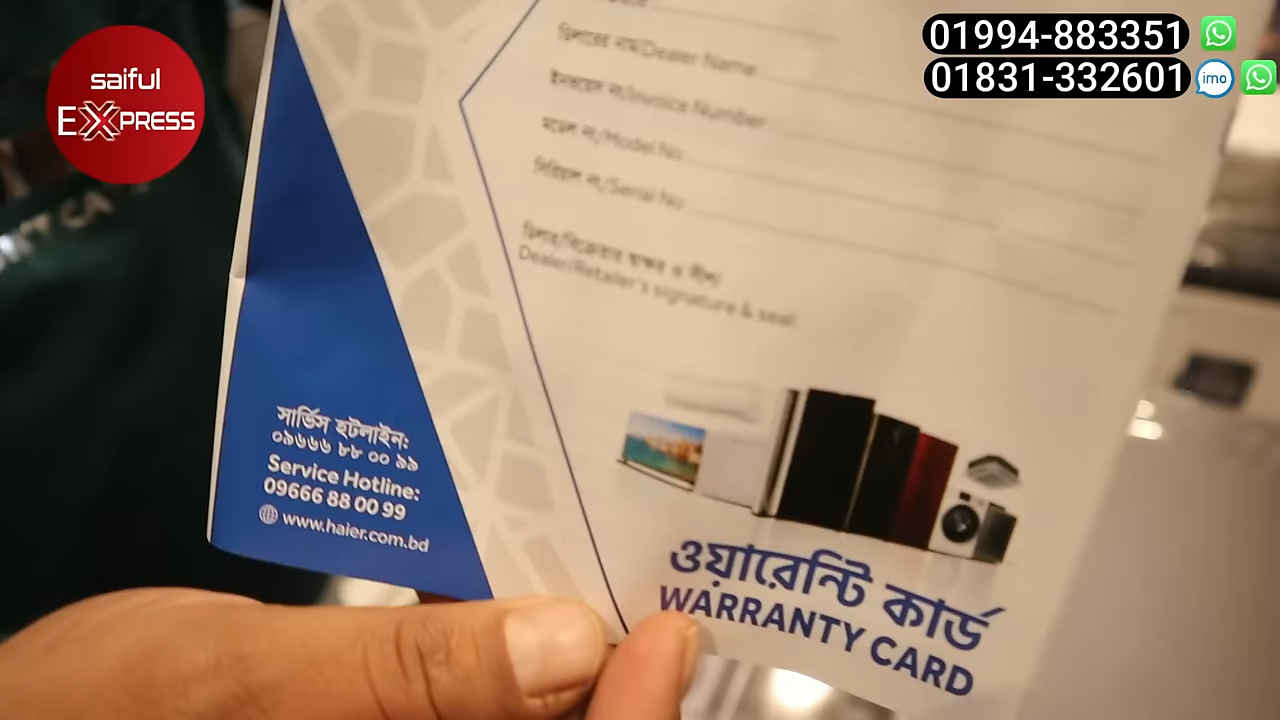 saiful
EXPRESS
01994-883351
01831-332601
imo
ডিলারের নাম/Dealer Name
ইনভয়েস নং/Invoice Number
মডেল নং/Model No
সিরিয়াল নং/Serial No
ডিলার/বিক্রেতার স্বাক্ষর ও সীল/
Dealer/Retailer's signature & seal:
সার্ভিস হটলাইন:
০৯৬৬৬ ৮৮ ০০ ৯৯
Service Hotline:
09666 88 00 99
www.haier.com.bd
ওয়ারেন্টি কার্ড
WARRANTY CARD